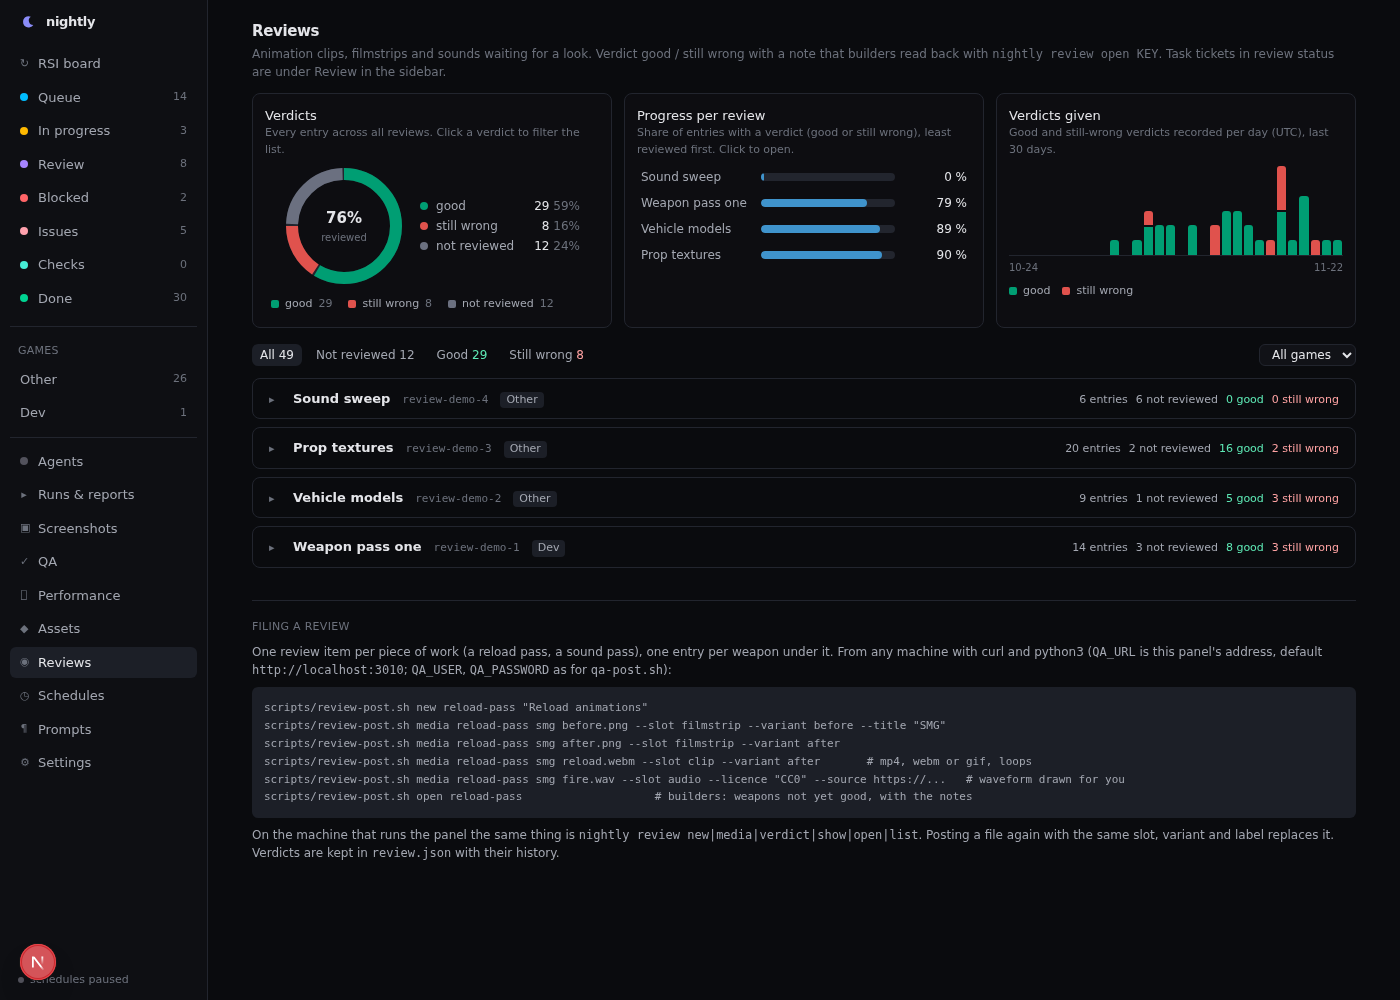 nightly
RSI board
Queue 14
In progress 3
Review 8
Blocked 2
Issues 5
Checks 0
Done 30
GAMES
Other 26
Dev 1
Agents
Runs & reports
Screenshots
QA
Performance
Assets
Reviews
Schedules
Prompts
Settings
schedules paused
Reviews
Animation clips, filmstrips and sounds waiting for a look. Verdict good / still wrong with a note that builders read back with nightly review open KEY. Task tickets in review status
are under Review in the sidebar.
Verdicts
Every entry across all reviews. Click a verdict to filter the
list.
76%
reviewed
good 29 59%
still wrong 8 16%
not reviewed 12 24%
good 29 still wrong 8 not reviewed 12
Progress per review
Share of entries with a verdict (good or still wrong), least
reviewed first. Click to open.
Sound sweep 0 %
Weapon pass one 79 %
Vehicle models 89 %
Prop textures 90 %
Verdicts given
Good and still-wrong verdicts recorded per day (UTC), last
30 days.
10-24 11-22
good still wrong
All 49 Not reviewed 12 Good 29 Still wrong 8 All games
Sound sweep review-demo-4 Other 6 entries 6 not reviewed 0 good 0 still wrong
Prop textures review-demo-3 Other 20 entries 2 not reviewed 16 good 2 still wrong
Vehicle models review-demo-2 Other 9 entries 1 not reviewed 5 good 3 still wrong
Weapon pass one review-demo-1 Dev 14 entries 3 not reviewed 8 good 3 still wrong
FILING A REVIEW
One review item per piece of work (a reload pass, a sound pass), one entry per weapon under it. From any machine with curl and python3 (QA_URL is this panel's address, default
http://localhost:3010; QA_USER, QA_PASSWORD as for qa-post.sh):
scripts/review-post.sh new reload-pass "Reload animations"
scripts/review-post.sh media reload-pass smg before.png --slot filmstrip --variant before --title "SMG"
scripts/review-post.sh media reload-pass smg after.png --slot filmstrip --variant after
scripts/review-post.sh media reload-pass smg reload.webm --slot clip --variant after # mp4, webm or gif, loops
scripts/review-post.sh media reload-pass smg fire.wav --slot audio --licence "CC0" --source https://... # waveform drawn for you
scripts/review-post.sh open reload-pass # builders: weapons not yet good, with the notes
On the machine that runs the panel the same thing is nightly review new|media|verdict|show|open|list. Posting a file again with the same slot, variant and label replaces it.
Verdicts are kept in review.json with their history.